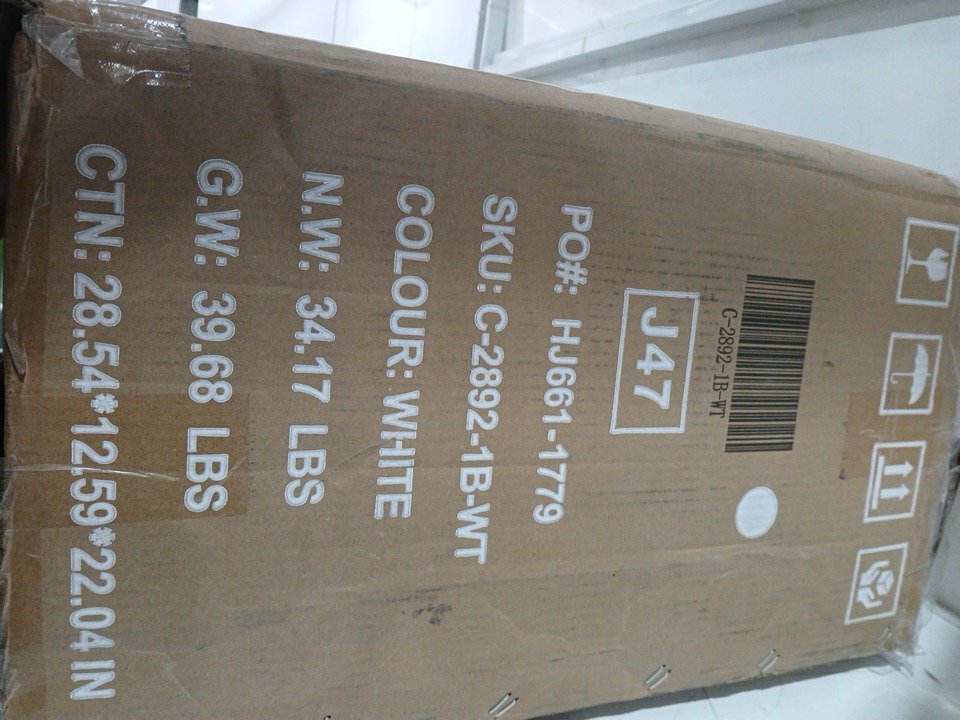 C-2892-1B-WT
J47
PO#: HJ661-1779
SKU: C-2892-1B-WT
COLOUR: WHITE
N.W: 34.17 LBS
G.W: 39.68 LBS
CTN: 28.54*12.59*22.04 IN